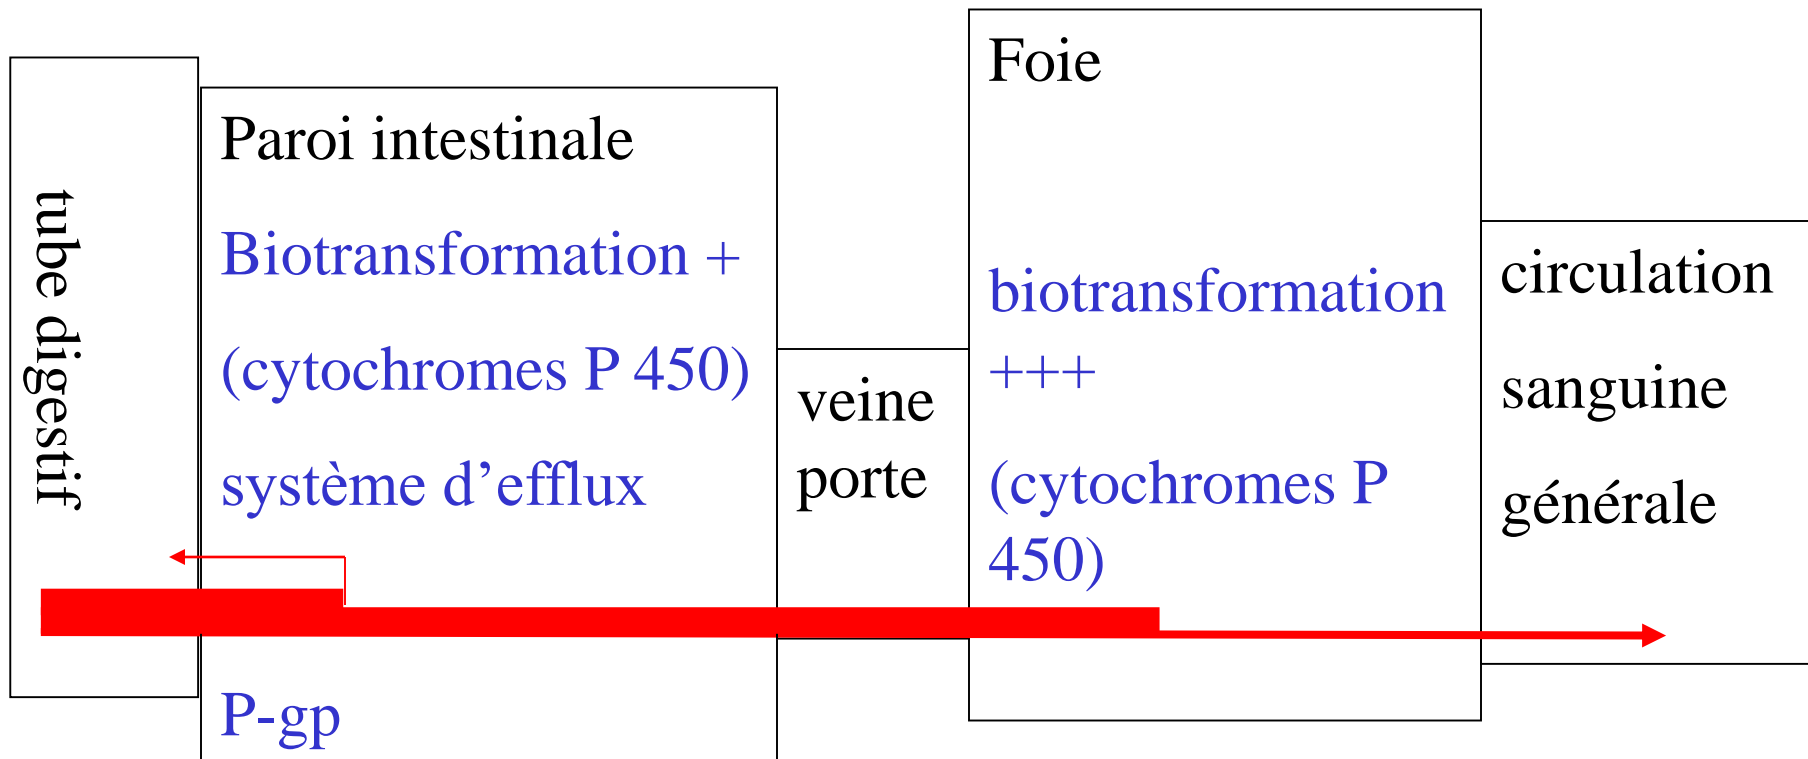 tube digestif
Paroi intestinale
Biotransformation +
(cytochromes P 450)
système d’efflux
P-gp
veine
porte
Foie
biotransformation
+++
(cytochromes P
450)
circulation
sanguine
générale